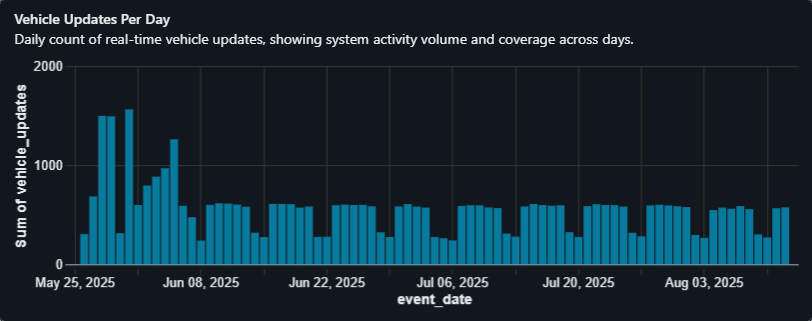 Vehicle Updates Per Day
Daily count of real-time vehicle updates, showing system activity volume and coverage across days.
2000
1000
0
Sum of vehicle_updates
May 25, 2025 Jun 08, 2025 Jun 22, 2025 Jul 06, 2025 Jul 20, 2025 Aug 03, 2025
event_date